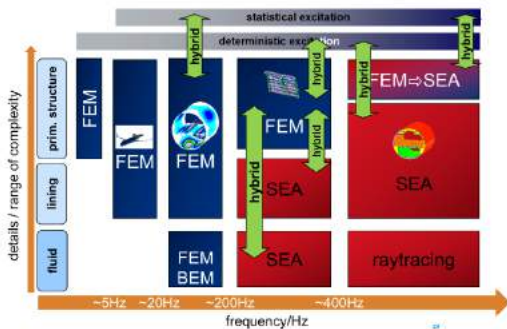 statistical excitation
deterministic excitation
hybrid
hybrid
hybrid
hybrid
FEM⇨SEA
details / range of complexity
prim. structure
lining
fluid
FEM
FEM
FEM
FEM
SEA
SEA
hybrid
hybrid
FEM
BEM
SEA
raytracing
~5Hz
~20Hz
~200Hz
~400Hz
frequency/Hz